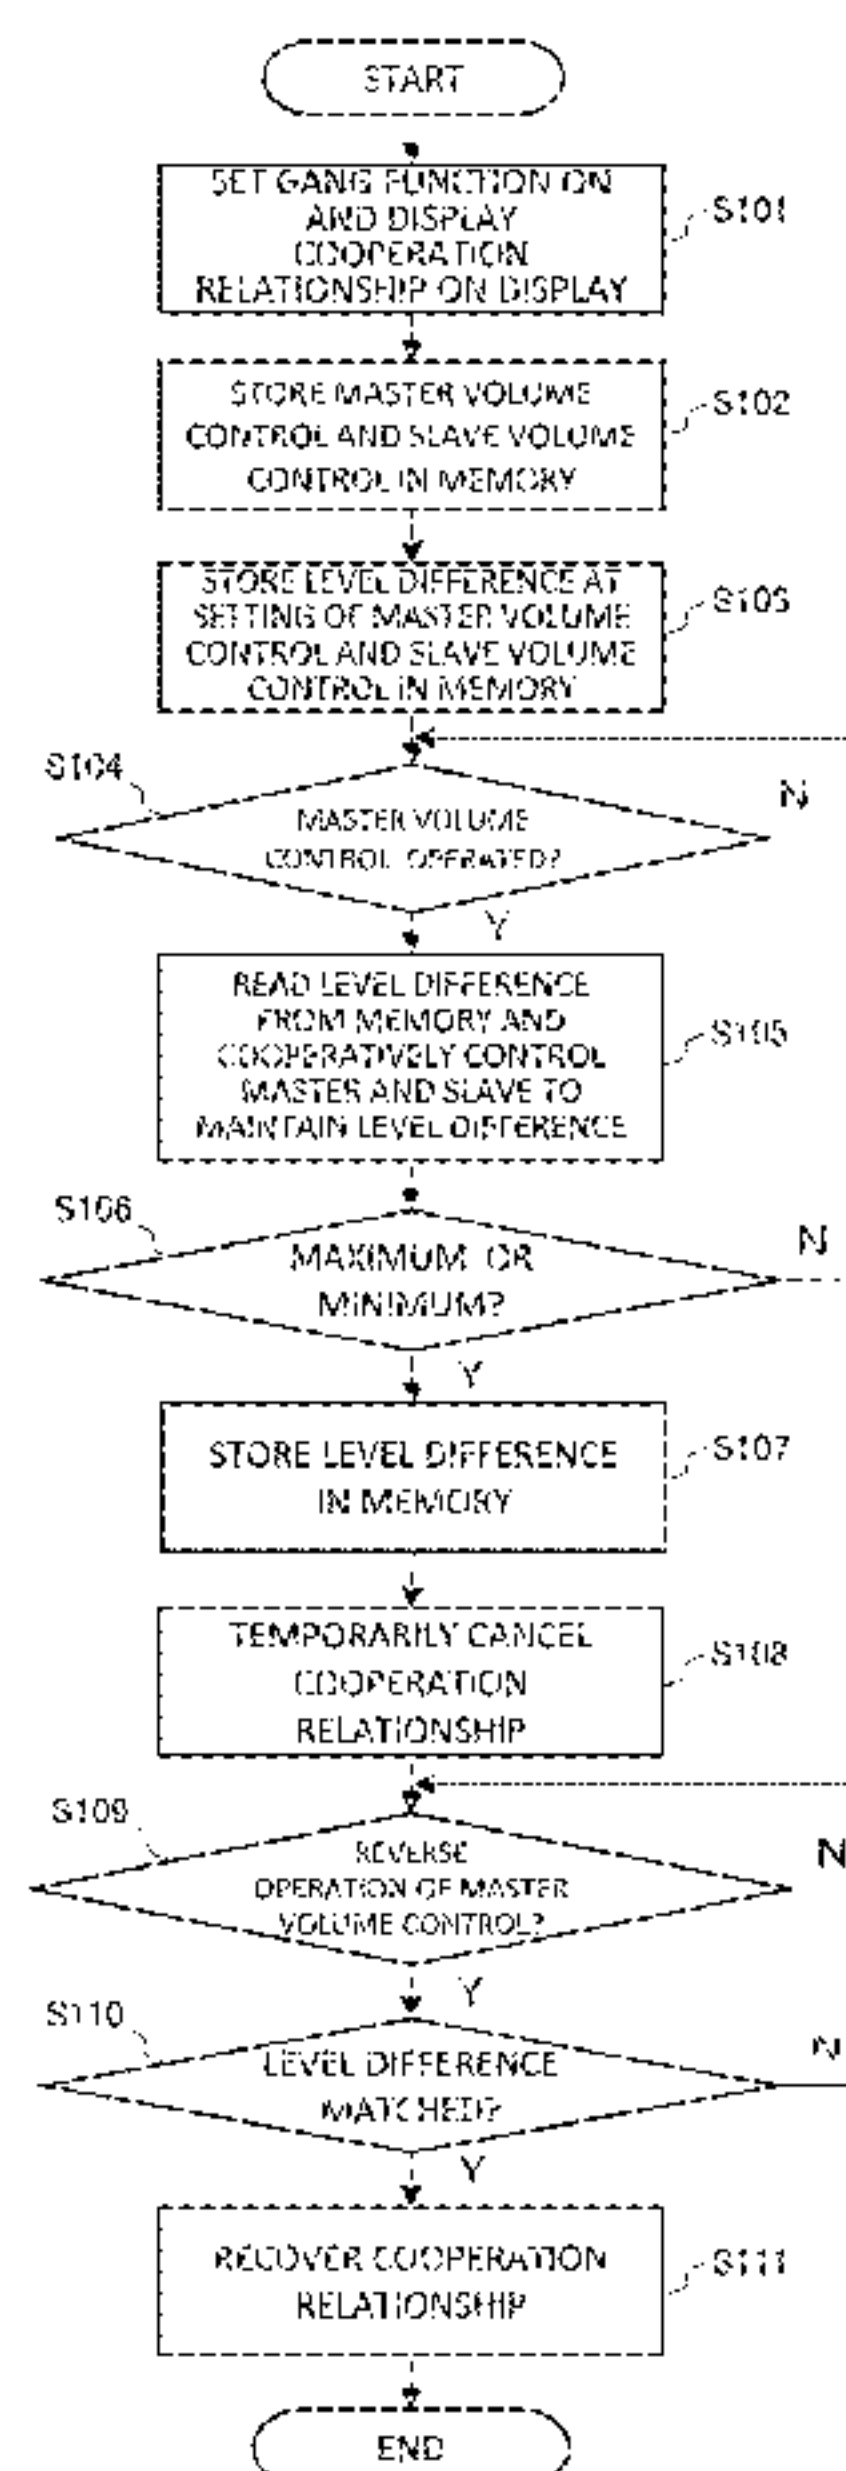 START
SET GANG FUNCTION ON
AND DISPLAY
COOPERATION
RELATIONSHIP ON DISPLAY
S101
STORE MASTER VOLUME
CONTROL AND SLAVE VOLUME
CONTROL IN MEMORY
S102
STORE LEVEL DIFFERENCE AT
SETTING OF MASTER VOLUME
CONTROL AND SLAVE VOLUME
CONTROL IN MEMORY
S103
S104
MASTER VOLUME
CONTROL OPERATED?
N
Y
READ LEVEL DIFFERENCE
FROM MEMORY AND
COOPERATIVELY CONTROL
MASTER AND SLAVE TO
MAINTAIN LEVEL DIFFERENCE
S105
S106
MAXIMUM OR
MINIMUM?
N
Y
STORE LEVEL DIFFERENCE
IN MEMORY
S107
TEMPORARILY CANCEL
COOPERATION
RELATIONSHIP
S108
S109
REVERSE
OPERATION OF MASTER
VOLUME CONTROL?
N
Y
S110
LEVEL DIFFERENCE
MATCHED?
N
Y
RECOVER COOPERATION
RELATIONSHIP
S111
END